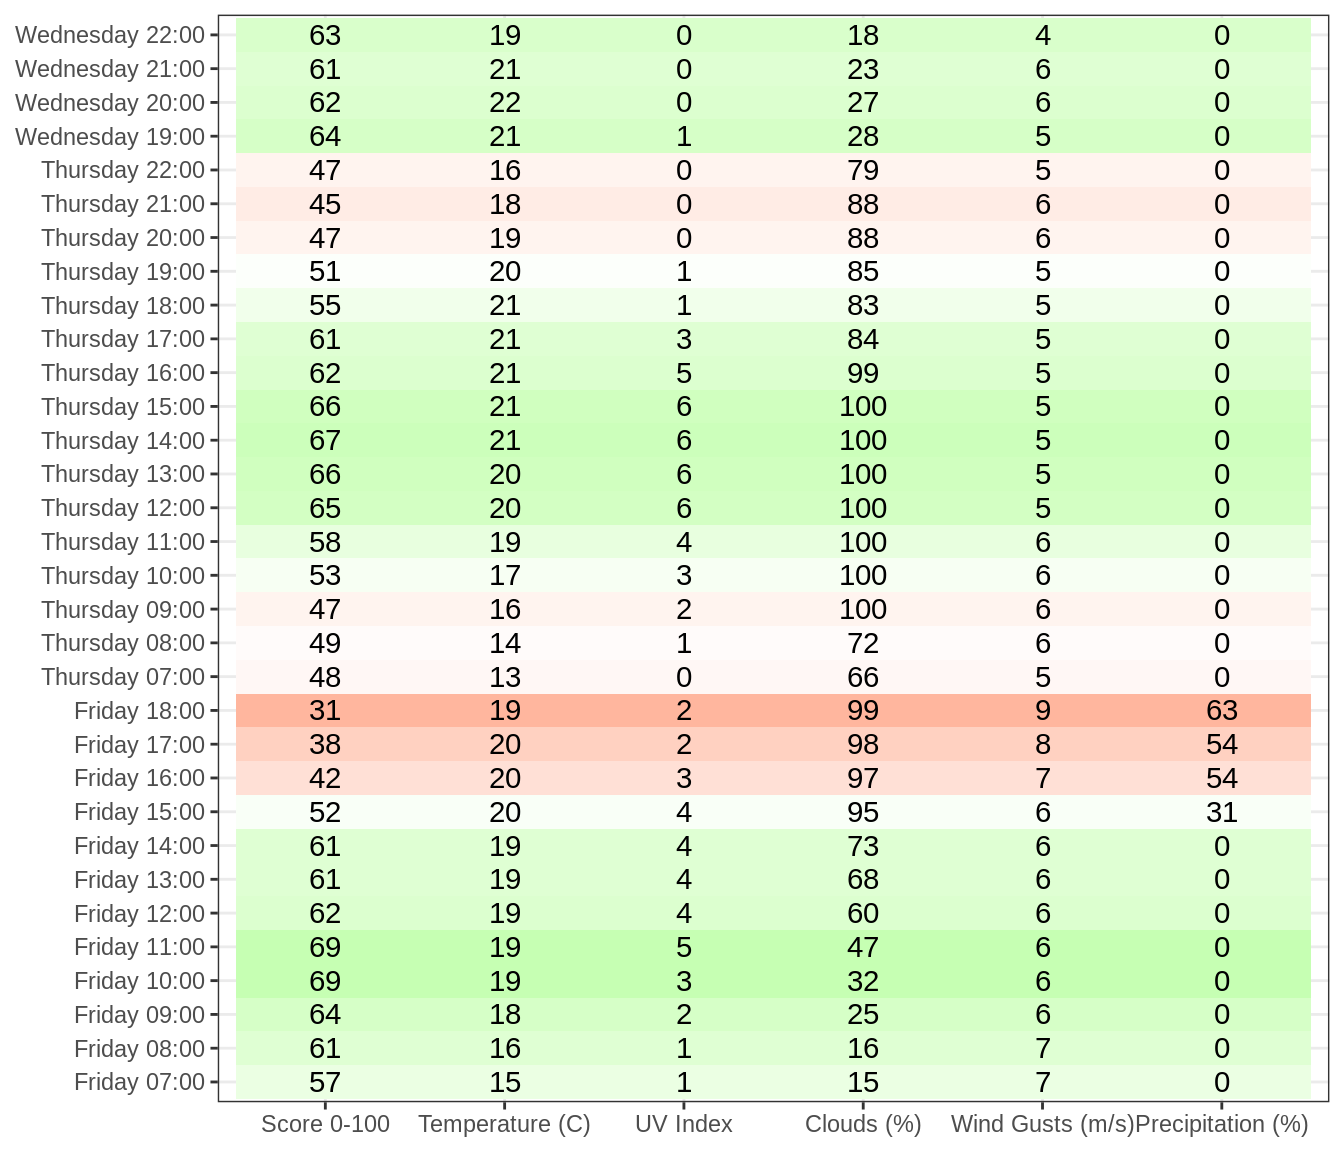 Wednesday 22:00 63 19 0 18 4 0
Wednesday 21:00 61 21 0 23 6 0
Wednesday 20:00 62 22 0 27 6 0
Wednesday 19:00 64 21 1 28 5 0
Thursday 22:00 47 16 0 79 5 0
Thursday 21:00 45 18 0 88 6 0
Thursday 20:00 47 19 0 88 6 0
Thursday 19:00 51 20 1 85 5 0
Thursday 18:00 55 21 1 83 5 0
Thursday 17:00 61 21 3 84 5 0
Thursday 16:00 62 21 5 99 5 0
Thursday 15:00 66 21 6 100 5 0
Thursday 14:00 67 21 6 100 5 0
Thursday 13:00 66 20 6 100 5 0
Thursday 12:00 65 20 6 100 5 0
Thursday 11:00 58 19 4 100 6 0
Thursday 10:00 53 17 3 100 6 0
Thursday 09:00 47 16 2 100 6 0
Thursday 08:00 49 14 1 72 6 0
Thursday 07:00 48 13 0 66 5 0
Friday 18:00 31 19 2 99 9 63
Friday 17:00 38 20 2 98 8 54
Friday 16:00 42 20 3 97 7 54
Friday 15:00 52 20 4 95 6 31
Friday 14:00 61 19 4 73 6 0
Friday 13:00 61 19 4 68 6 0
Friday 12:00 62 19 4 60 6 0
Friday 11:00 69 19 5 47 6 0
Friday 10:00 69 19 3 32 6 0
Friday 09:00 64 18 2 25 6 0
Friday 08:00 61 16 1 16 7 0
Friday 07:00 57 15 1 15 7 0
Score 0-100 Temperature (C) UV Index Clouds (%) Wind Gusts (m/s) Precipitation (%)